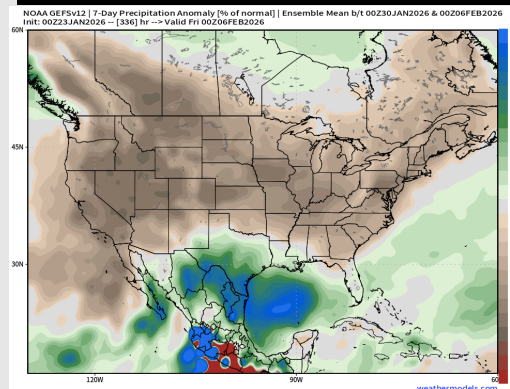 NOAA GEFSv12 | 7-Day Precipitation Anomaly [% of normal] | Ensemble Mean b/t 00Z30JAN2026 & 00Z06FEB2026
Init: 00Z23JAN2026 -- [336] hr --> Valid Fri 00Z06FEB2026
60N
45N
30N
120W
90W
60
weathermodels.com